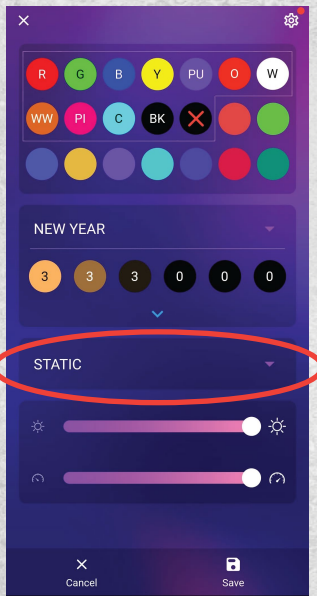 R G B Y PU O W
WW PI C BK
NEW YEAR
3 3 3 0 0 0
STATIC
Cancel Save